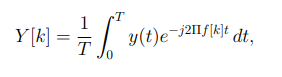 Y[k] = \frac{1}{T} \int_0^T y(t)e^{-j2\Pi f[k]t} dt,